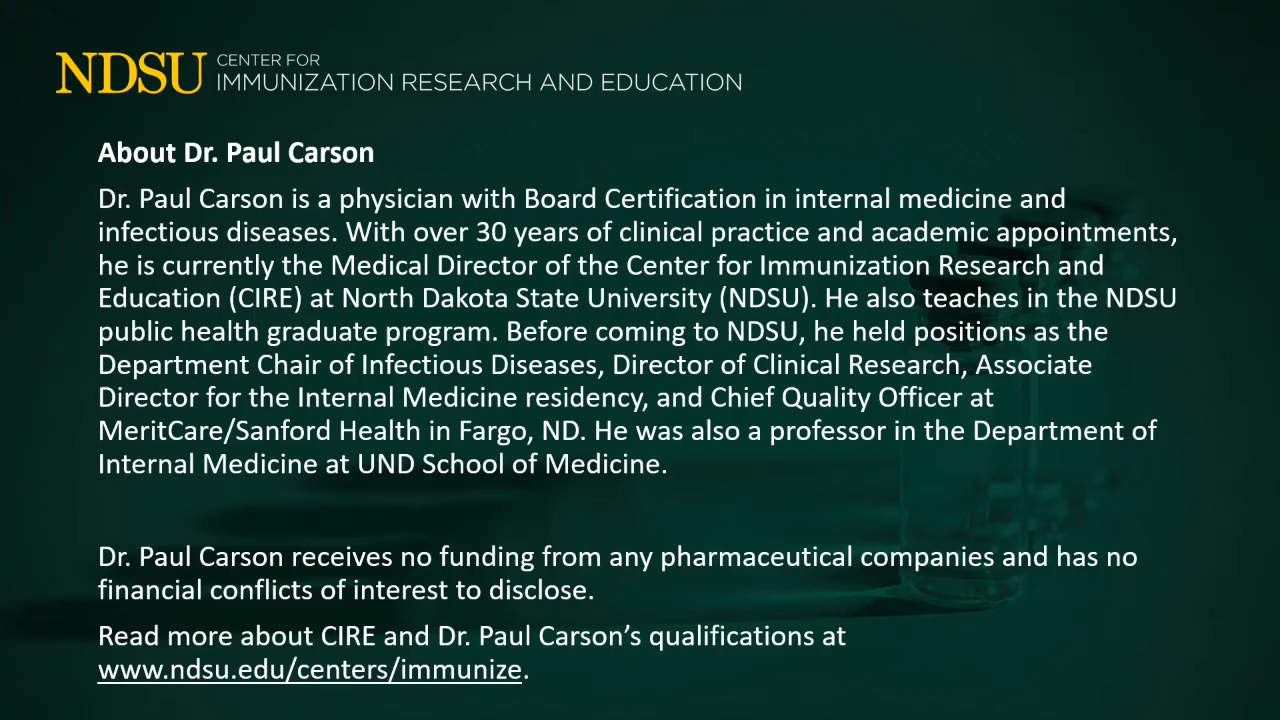 NDSU CENTER FOR
IMMUNIZATION RESEARCH AND EDUCATION
About Dr. Paul Carson
Dr. Paul Carson is a physician with Board Certification in internal medicine and
infectious diseases. With over 30 years of clinical practice and academic appointments,
he is currently the Medical Director of the Center for Immunization Research and
Education (CIRE) at North Dakota State University (NDSU). He also teaches in the NDSU
public health graduate program. Before coming to NDSU, he held positions as the
Department Chair of Infectious Diseases, Director of Clinical Research, Associate
Director for the Internal Medicine residency, and Chief Quality Officer at
MeritCare/Sanford Health in Fargo, ND. He was also a professor in the Department of
Internal Medicine at UND School of Medicine.
Dr. Paul Carson receives no funding from any pharmaceutical companies and has no
financial conflicts of interest to disclose.
Read more about CIRE and Dr. Paul Carson’s qualifications at
www.ndsu.edu/centers/immunize.